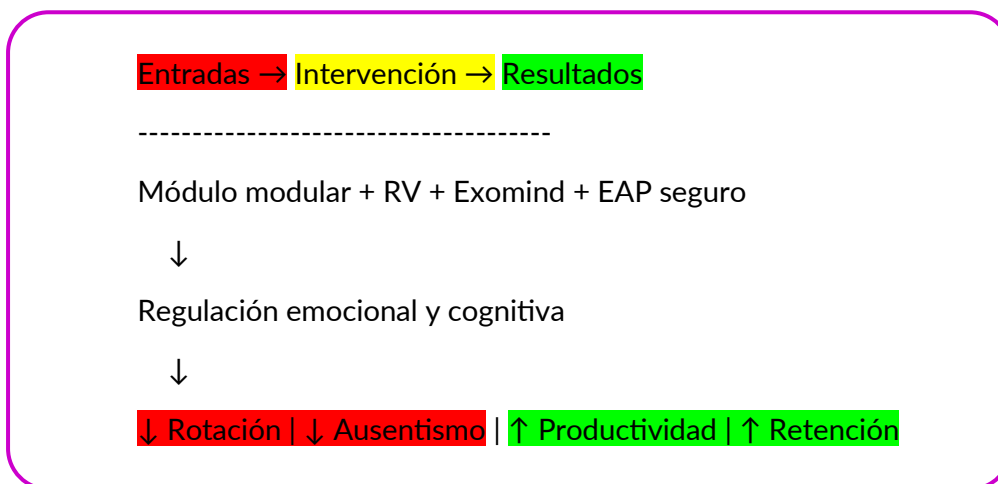 Entradas → Intervención → Resultados
--------------------------------------
Módulo modular + RV + Exomind + EAP seguro
↓
Regulación emocional y cognitiva
↓
↓ Rotación | ↓ Ausentismo | ↑ Productividad | ↑ Retención